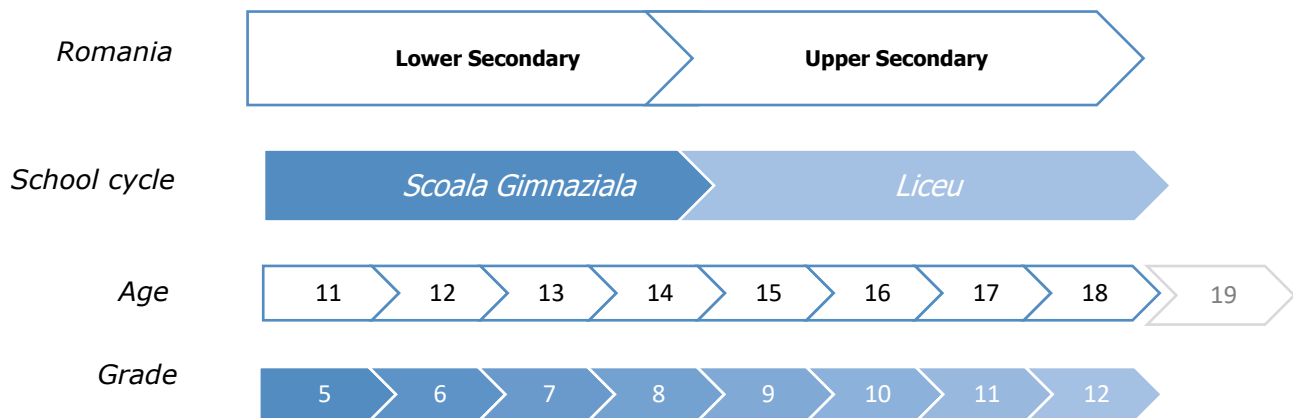 Romania Lower Secondary Upper Secondary
School cycle Scoala Gimnaziala Liceu
Age 11 12 13 14 15 16 17 18 19
Grade 5 6 7 8 9 10 11 12